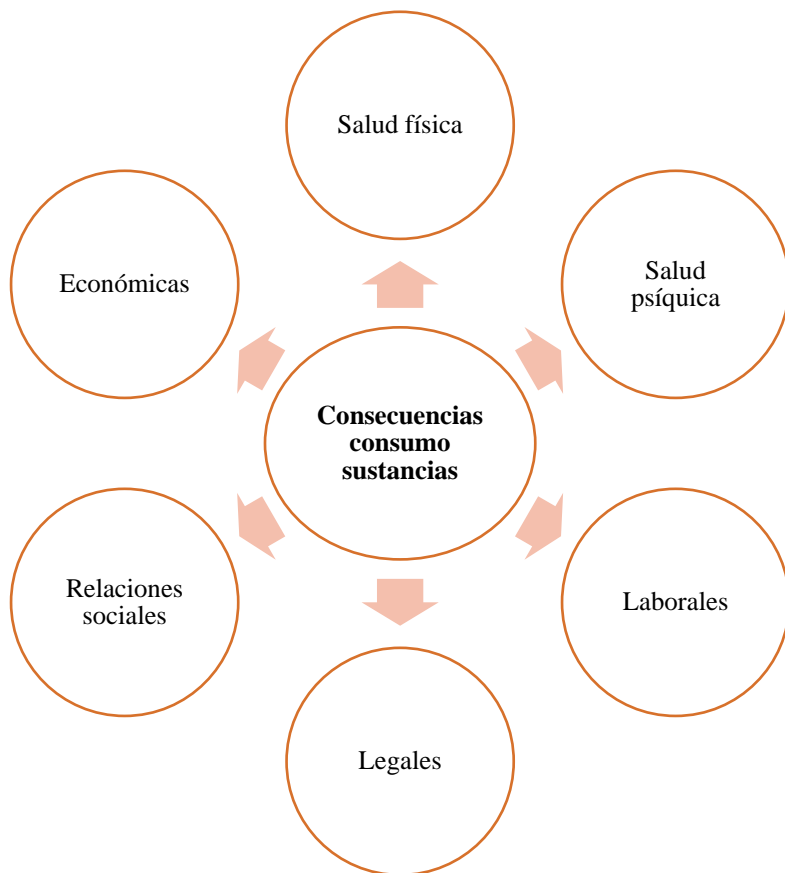 Salud física
Económicas
Salud
psíquica
Consecuencias
consumo
sustancias
Relaciones
sociales
Laborales
Legales